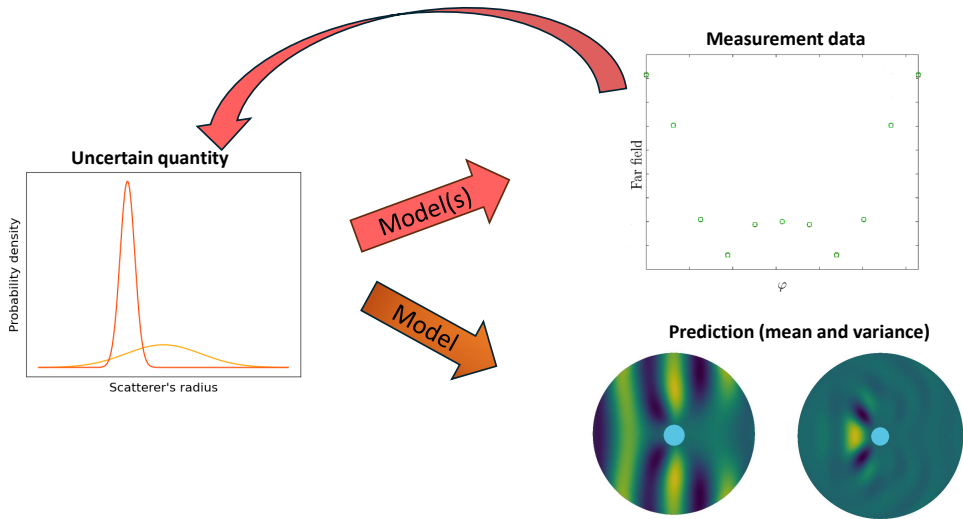 Measurement data
Far field
φ
Uncertain quantity
Probability density
Scatterer's radius
Model(s)
Model
Prediction (mean and variance)